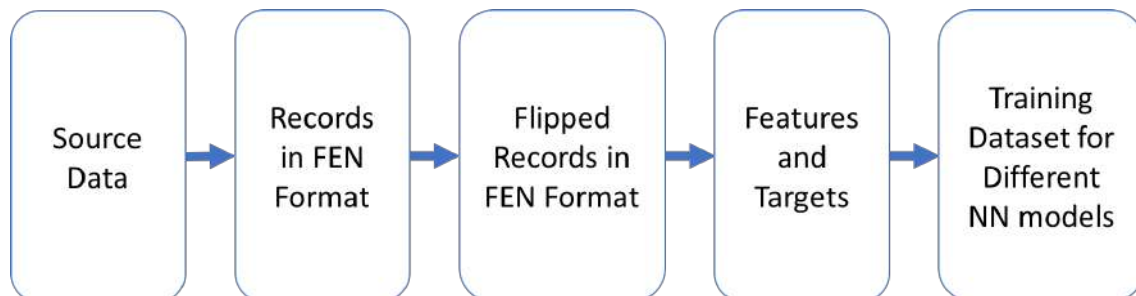 Source
Data
Records
in FEN
Format
Flipped
Records in
FEN Format
Features
and
Targets
Training
Dataset for
Different
NN models